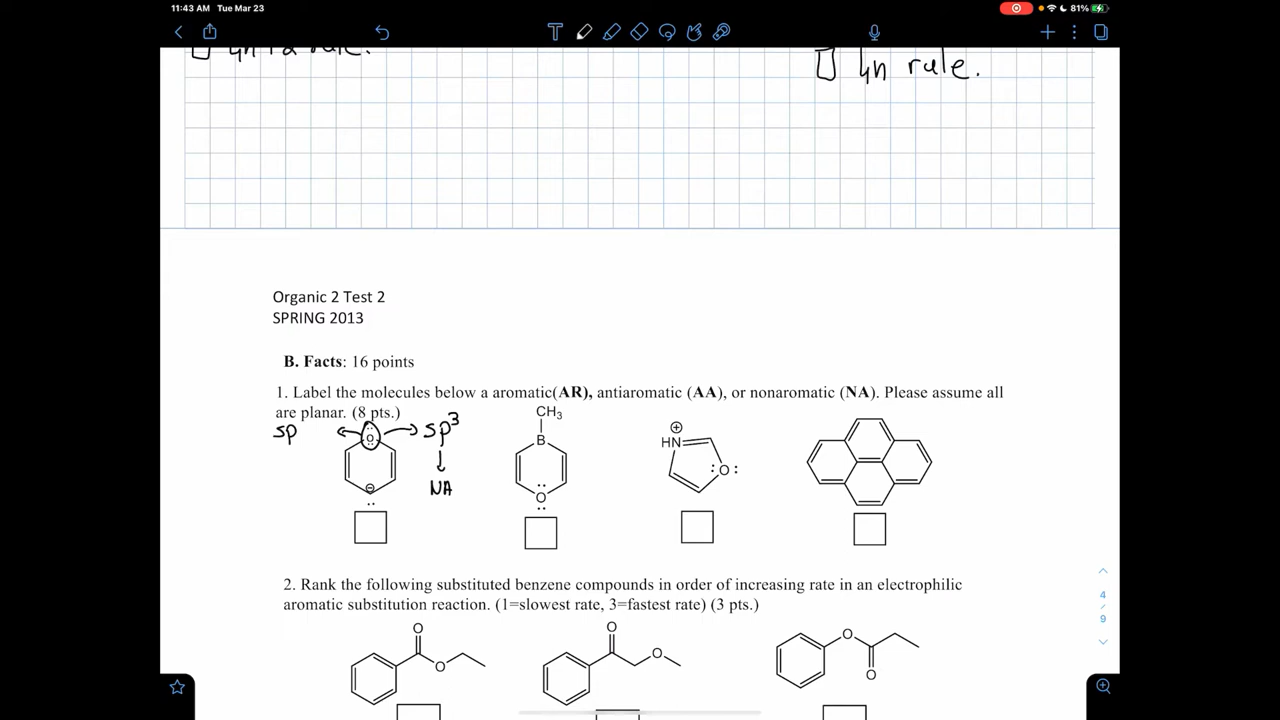 11:43 AM Tue Mar 23
81%
4n+2 rule.
4n rule.
Organic 2 Test 2
SPRING 2013
B. Facts: 16 points
1. Label the molecules below a aromatic(AR), antiaromatic (AA), or nonaromatic (NA). Please assume all
are planar. (8 pts.)
sp
O
sp³
NA
⊖
CH₃
B
O
⊕
HN
O
2. Rank the following substituted benzene compounds in order of increasing rate in an electrophilic
aromatic substitution reaction. (1=slowest rate, 3=fastest rate) (3 pts.)
O
O
O
O
O
O
4
/
9